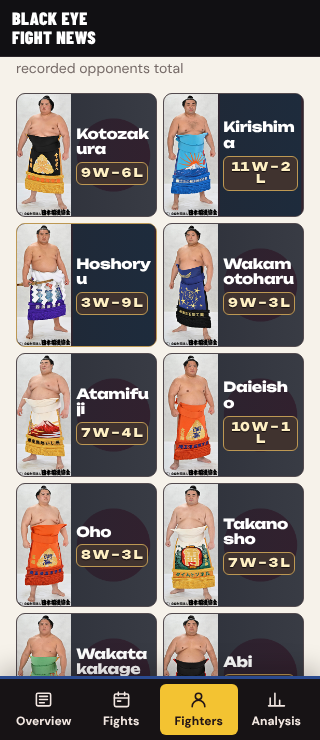 BLACK EYE
FIGHT NEWS
recorded opponents total
Kotozak
ura
9W-6L
Kirishim
a
11W-2
L
Hoshory
u
3W-9L
Wakam
otoharu
9W-3L
Atamifu
ji
7W-4L
Daieish
o
10W-1
L
Oho
8W-3L
Takano
sho
7W-3L
Wakata
kakage
Abi
Overview
Fights
Fighters
Analysis